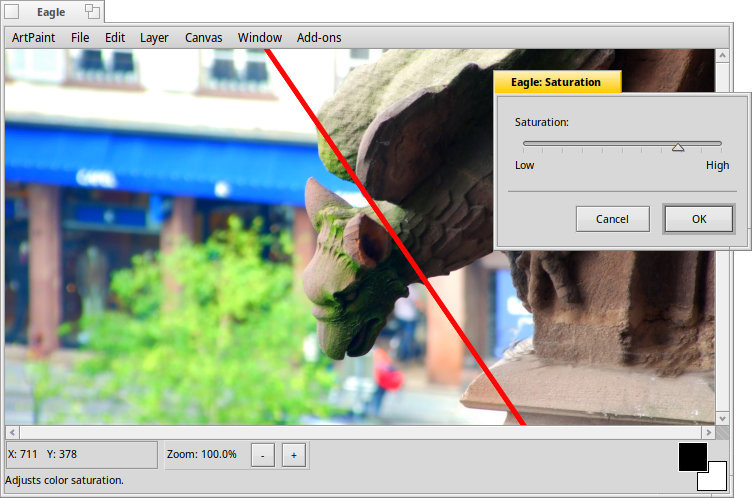 Eagle
ArtPaint File Edit Layer Canvas Window Add-ons
Eagle: Saturation
Saturation:
Low High
Cancel OK
X: 711 Y: 378 Zoom: 100.0% - +
Adjusts color saturation.